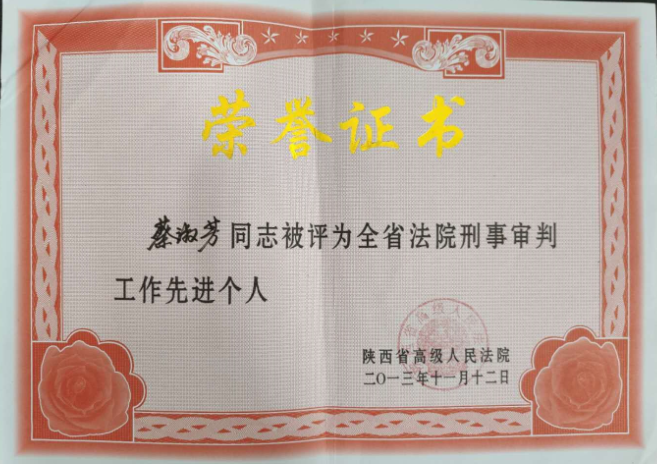 荣誉证书
蔡淑芳同志被评为全省法院刑事审判
工作先进个人
陕西省高级人民法院
二〇一三年十一月十二日